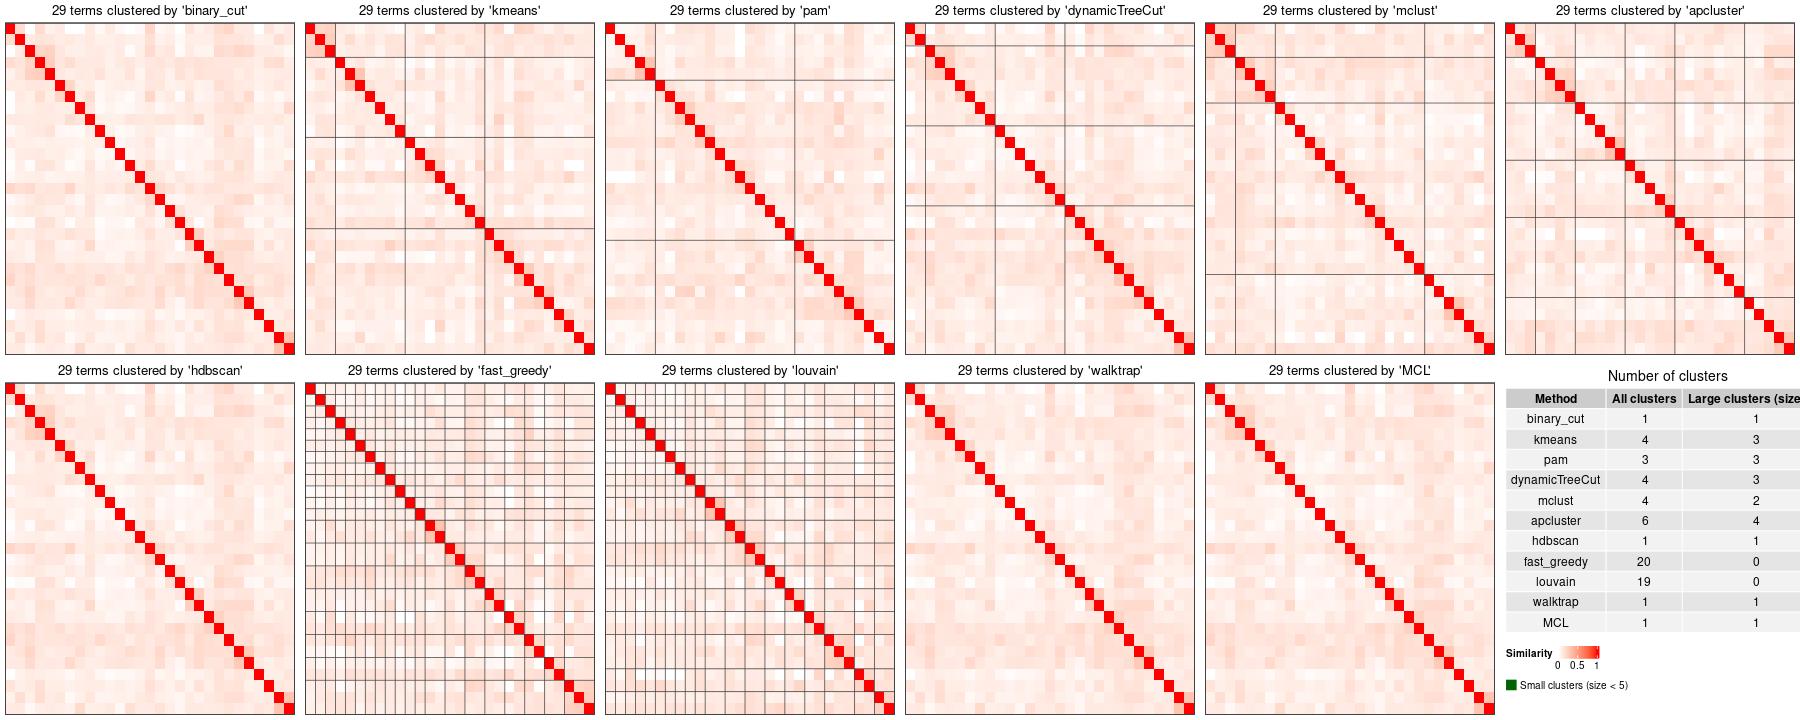 29 terms clustered by 'binary_cut'
29 terms clustered by 'kmeans'
29 terms clustered by 'pam'
29 terms clustered by 'dynamicTreeCut'
29 terms clustered by 'mclust'
29 terms clustered by 'apcluster'
29 terms clustered by 'hdbscan'
29 terms clustered by 'fast_greedy'
29 terms clustered by 'louvain'
29 terms clustered by 'walktrap'
29 terms clustered by 'MCL'
Number of clusters
Method All clusters Large clusters (size
binary_cut 1 1
kmeans 4 3
pam 3 3
dynamicTreeCut 4 3
mclust 4 2
apcluster 6 4
hdbscan 1 1
fast_greedy 20 0
louvain 19 0
walktrap 1 1
MCL 1 1
Similarity
0 0.5 1
Small clusters (size < 5)